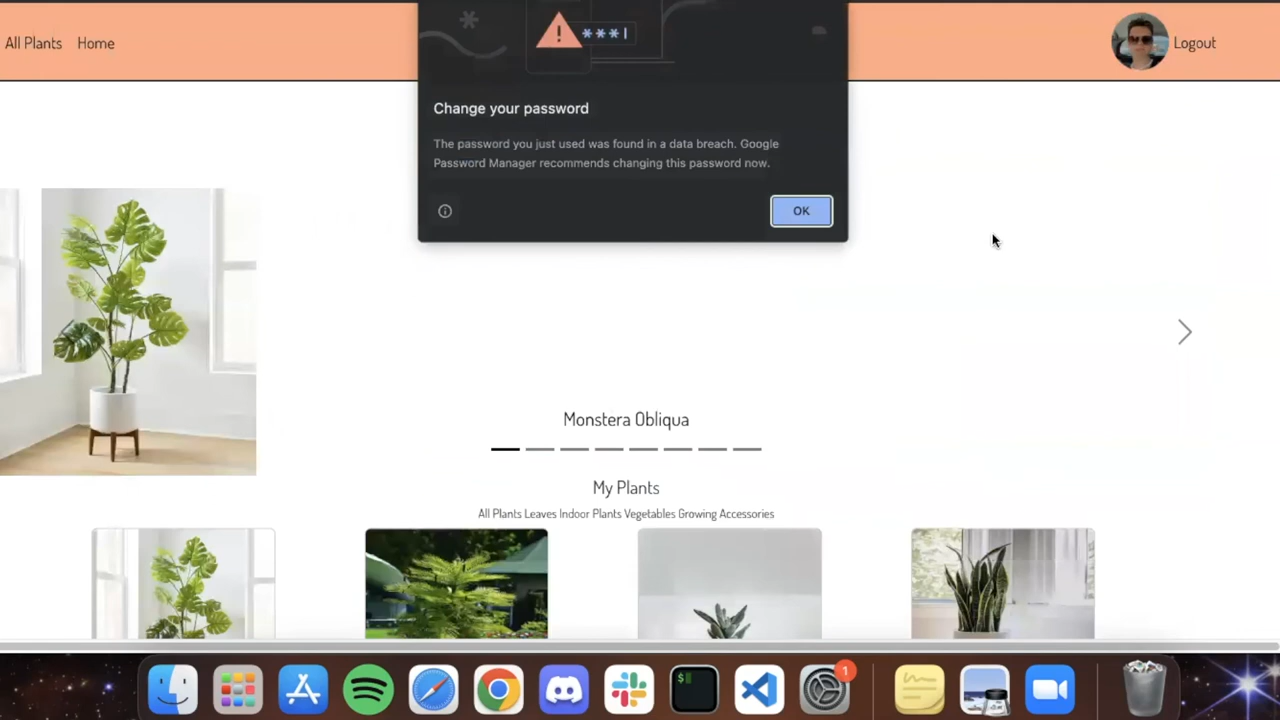 All Plants Home
***|
Logout
Change your password
The password you just used was found in a data breach. Google
Password Manager recommends changing this password now.
OK
Monstera Obliqua
My Plants
All Plants Leaves Indoor Plants Vegetables Growing Accessories
1
$